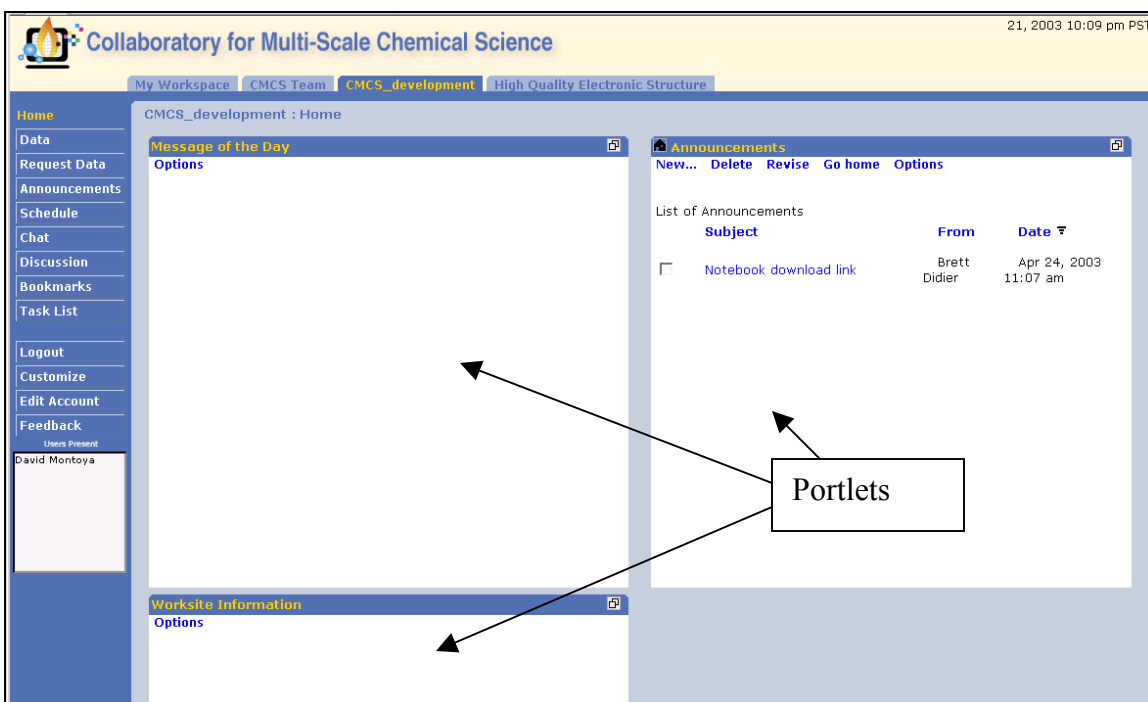 21, 2003 10:09 pm PST
Collaboratory for Multi-Scale Chemical Science
My Workspace CMCS Team CMCS_development High Quality Electronic Structure
Home
Data
Request Data
Announcements
Schedule
Chat
Discussion
Bookmarks
Task List
Logout
Customize
Edit Account
Feedback
Users Present
David Montoya
CMCS_development : Home
Message of the Day
Options
Announcements
New... Delete Revise Go home Options
List of Announcements
Subject From Date
Notebook download link Brett Didier Apr 24, 2003 11:07 am
Portlets
Worksite Information
Options